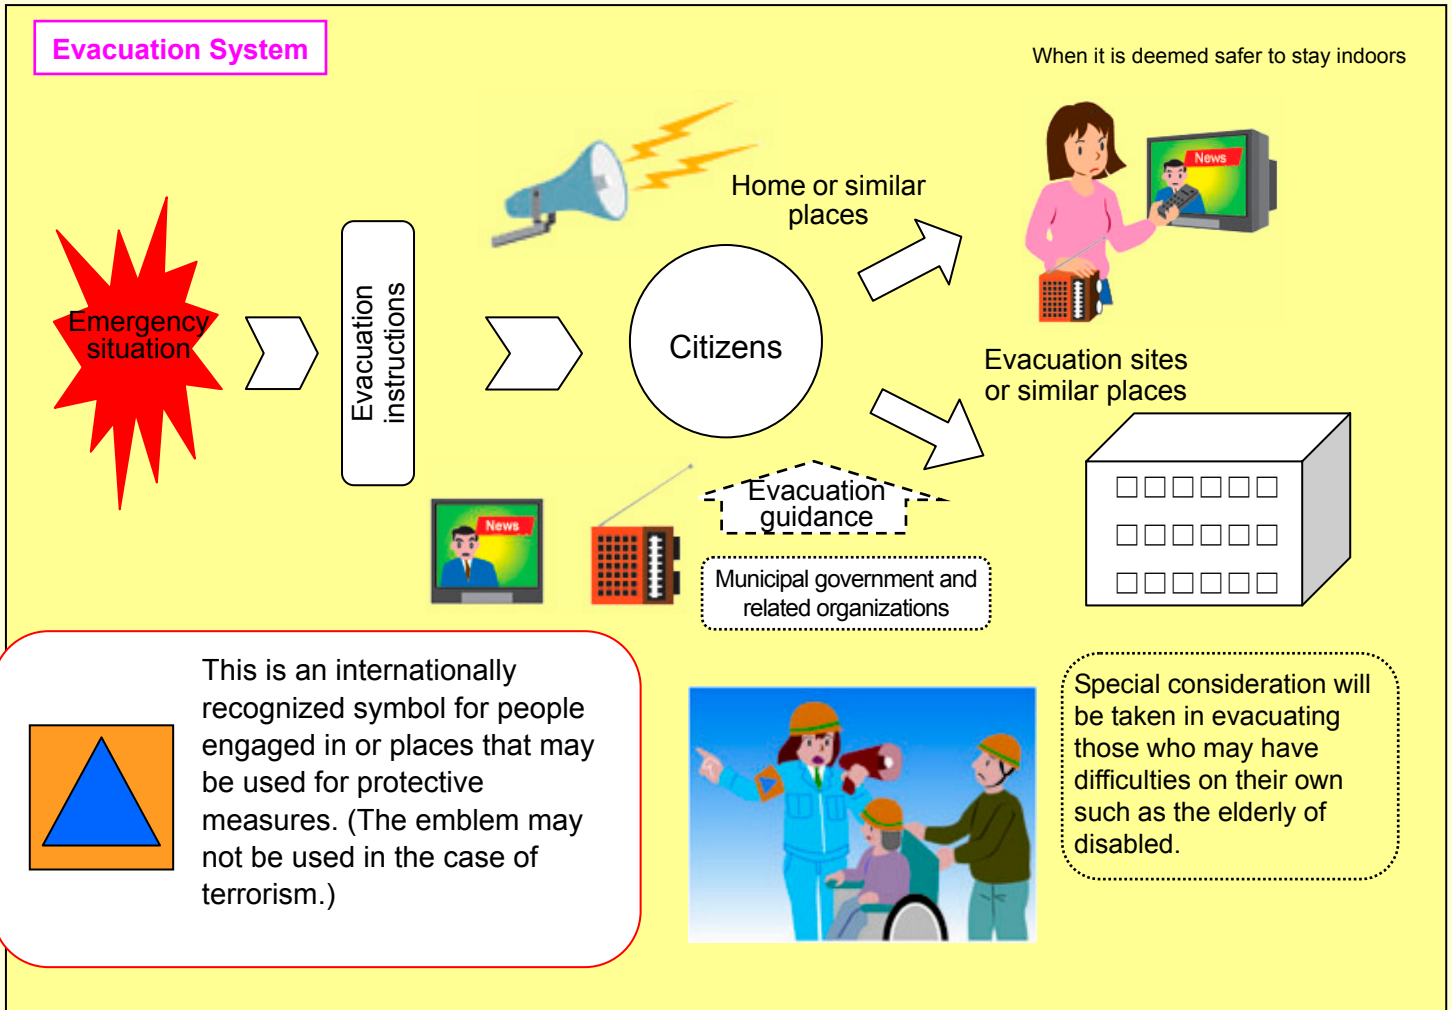 Evacuation System
When it is deemed safer to stay indoors
News
Home or similar
places
Emergency
situation
Evacuation
instructions
Citizens
Evacuation sites
or similar places
News
Evacuation
guidance
Municipal government and
related organizations
This is an internationally
recognized symbol for people
engaged in or places that may
be used for protective
measures. (The emblem may
not be used in the case of
terrorism.)
Special consideration will
be taken in evacuating
those who may have
difficulties on their own
such as the elderly of
disabled.